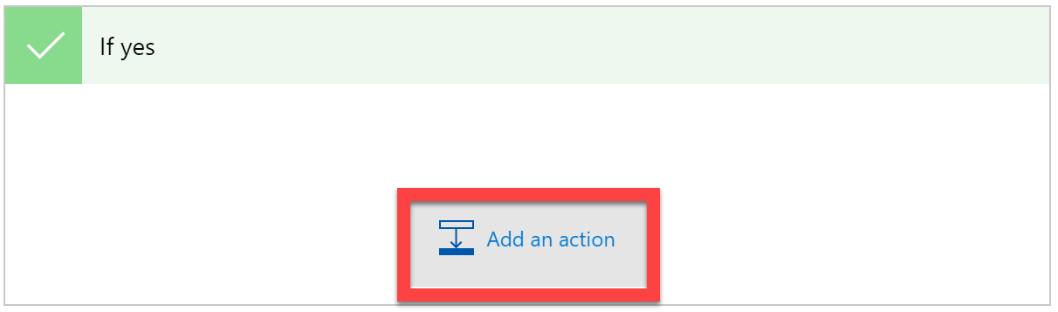 If yes
Add an action